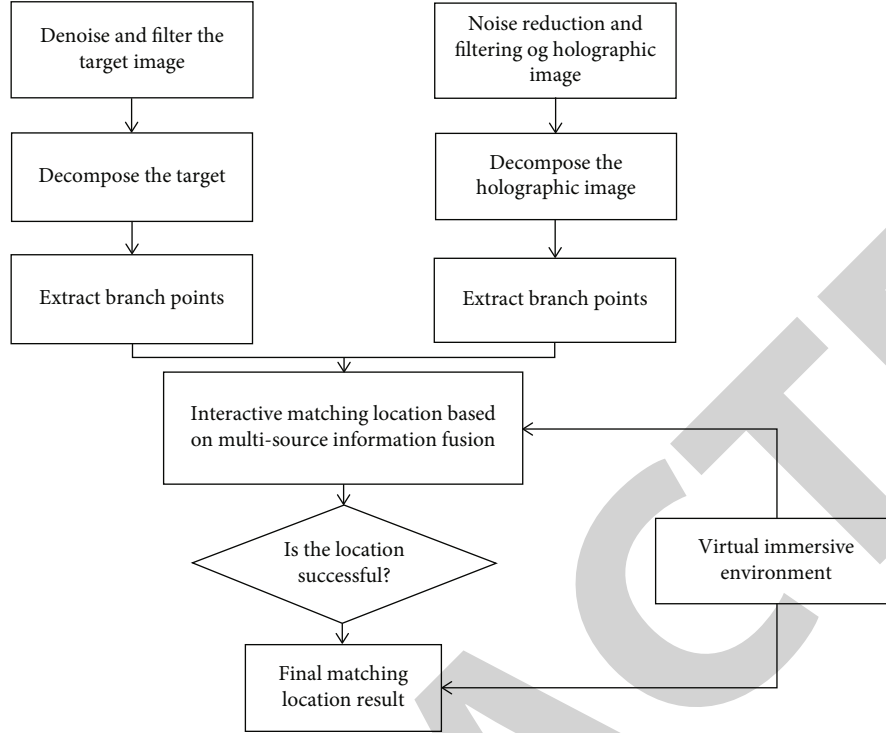 Denoise and filter the
target image
Noise reduction and
filtering og holographic
image
Decompose the target
Decompose the
holographic image
Extract branch points
Extract branch points
Interactive matching location based
on multi-source information fusion
Is the location
successful?
Virtual immersive
environment
Final matching
location result